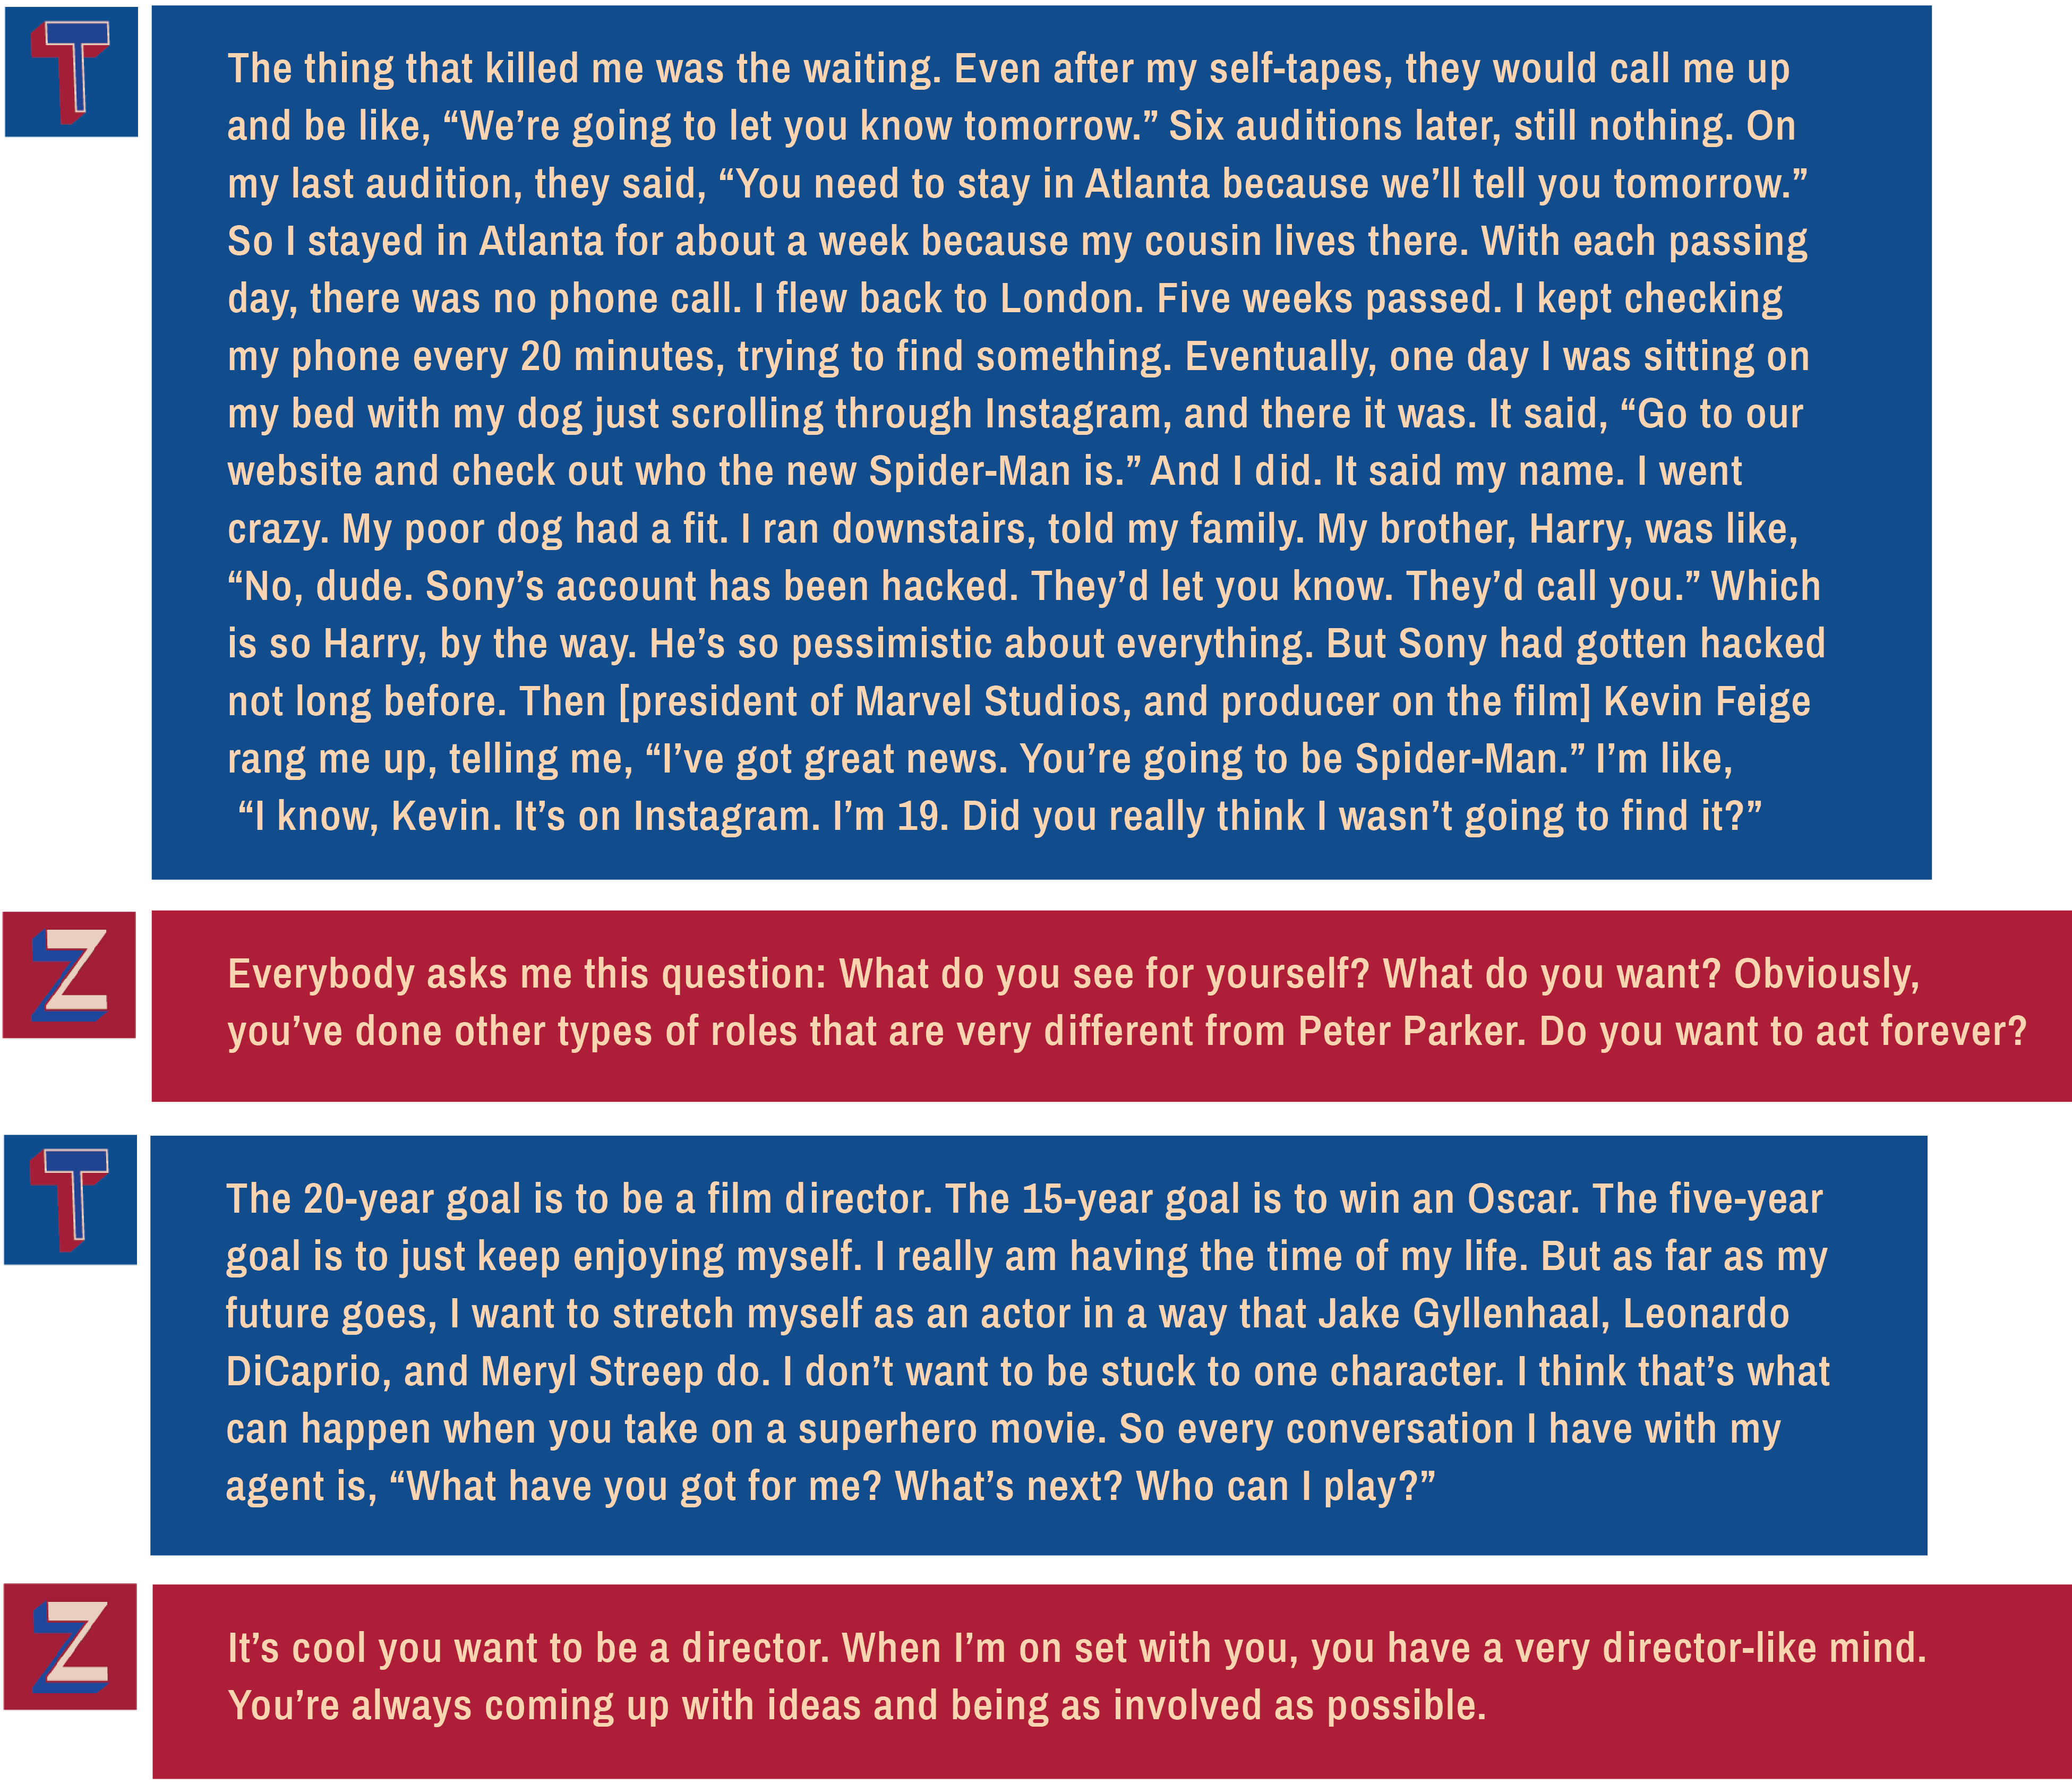 T
The thing that killed me was the waiting. Even after my self-tapes, they would call me up
and be like, “We’re going to let you know tomorrow.” Six auditions later, still nothing. On
my last audition, they said, “You need to stay in Atlanta because we’ll tell you tomorrow.”
So I stayed in Atlanta for about a week because my cousin lives there. With each passing
day, there was no phone call. I flew back to London. Five weeks passed. I kept checking
my phone every 20 minutes, trying to find something. Eventually, one day I was sitting on
my bed with my dog just scrolling through Instagram, and there it was. It said, “Go to our
website and check out who the new Spider-Man is.” And I did. It said my name. I went
crazy. My poor dog had a fit. I ran downstairs, told my family. My brother, Harry, was like,
“No, dude. Sony’s account has been hacked. They’d let you know. They’d call you.” Which
is so Harry, by the way. He’s so pessimistic about everything. But Sony had gotten hacked
not long before. Then [president of Marvel Studios, and producer on the film] Kevin Feige
rang me up, telling me, “I’ve got great news. You’re going to be Spider-Man.” I’m like,
“I know, Kevin. It’s on Instagram. I’m 19. Did you really think I wasn’t going to find it?”
Z
Everybody asks me this question: What do you see for yourself? What do you want? Obviously,
you’ve done other types of roles that are very different from Peter Parker. Do you want to act forever?
T
The 20-year goal is to be a film director. The 15-year goal is to win an Oscar. The five-year
goal is to just keep enjoying myself. I really am having the time of my life. But as far as my
future goes, I want to stretch myself as an actor in a way that Jake Gyllenhaal, Leonardo
DiCaprio, and Meryl Streep do. I don’t want to be stuck to one character. I think that’s what
can happen when you take on a superhero movie. So every conversation I have with my
agent is, “What have you got for me? What’s next? Who can I play?”
Z
It’s cool you want to be a director. When I’m on set with you, you have a very director-like mind.
You’re always coming up with ideas and being as involved as possible.